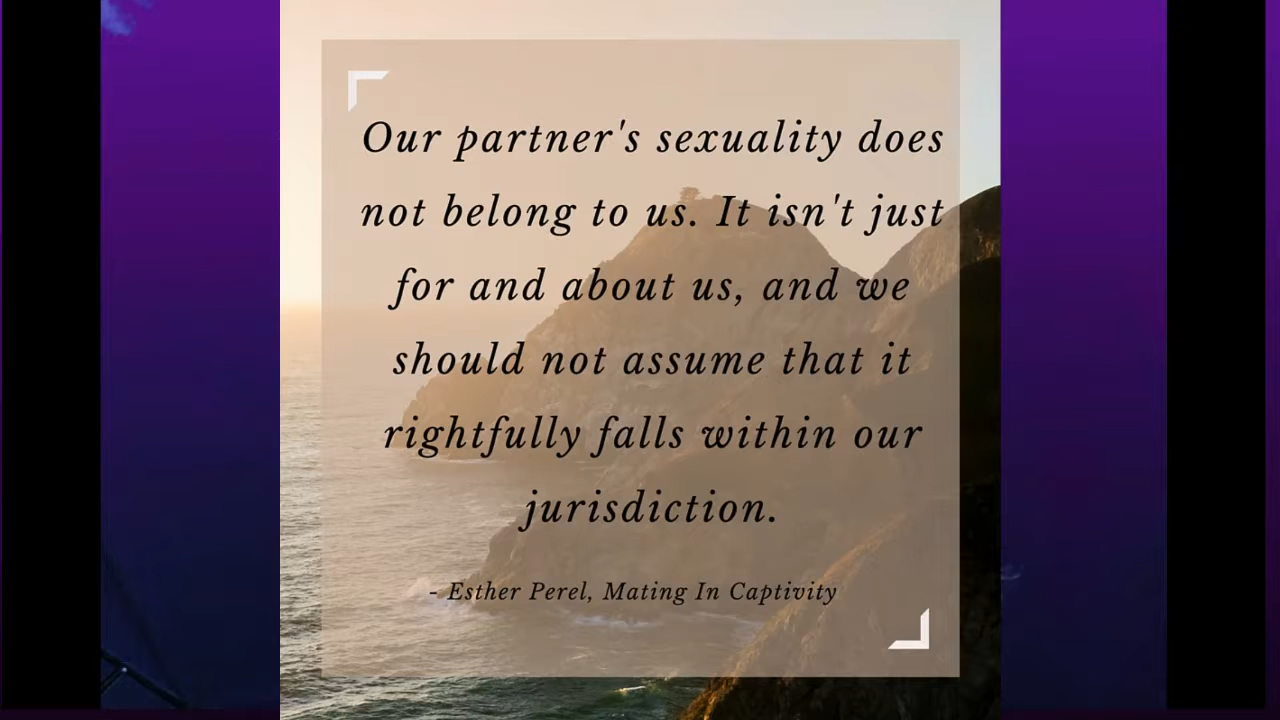 Our partner's sexuality does
not belong to us. It isn't just
for and about us, and we
should not assume that it
rightfully falls within our
jurisdiction.
- Esther Perel, Mating In Captivity